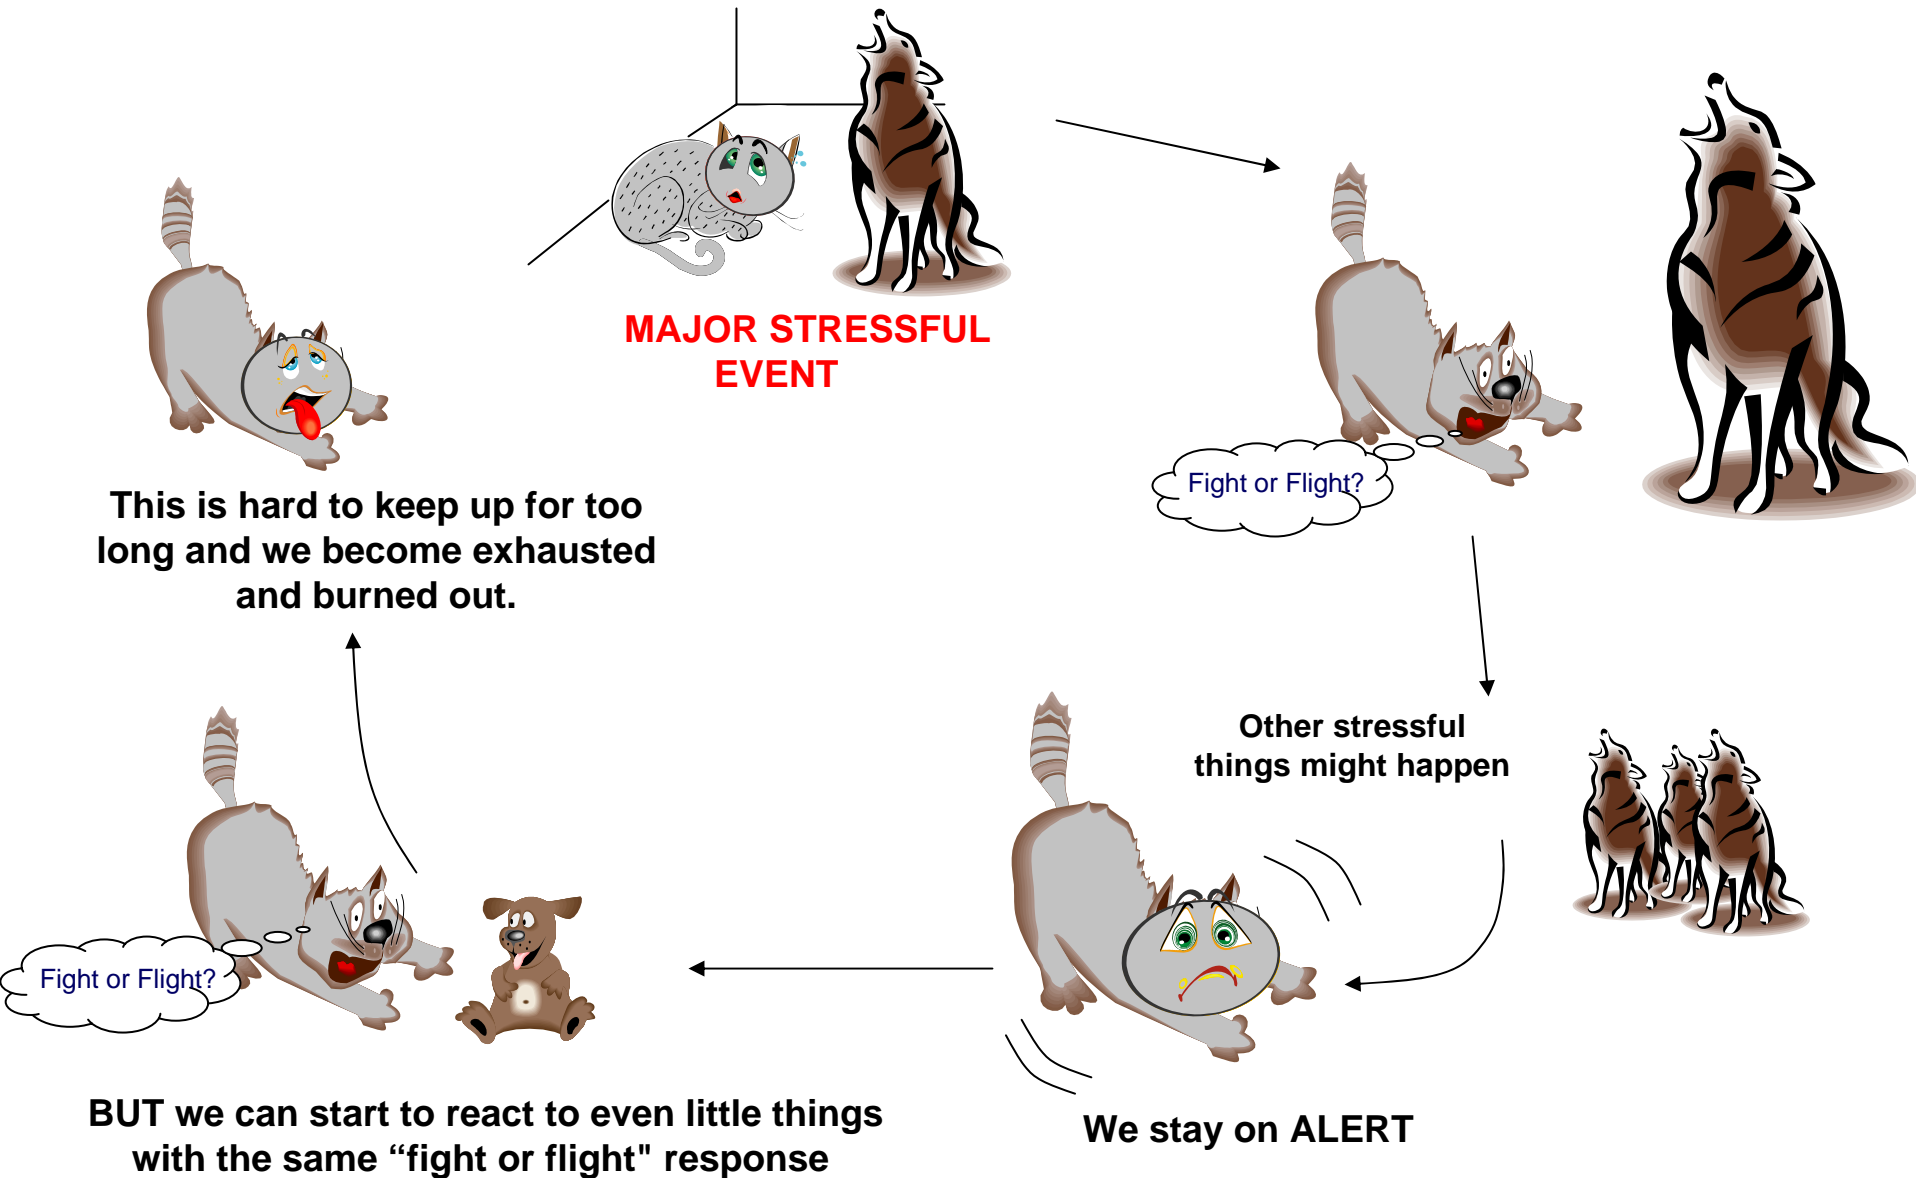 MAJOR STRESSFUL
EVENT
Fight or Flight?
Other stressful
things might happen
We stay on ALERT
Fight or Flight?
BUT we can start to react to even little things
with the same “fight or flight" response
This is hard to keep up for too
long and we become exhausted
and burned out.